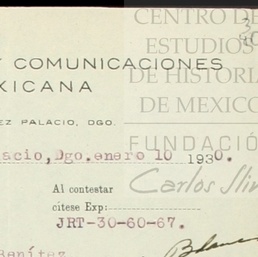 CENTRO DE
ESTUDIOS
DE HISTORIA
DE MEXICO
FUNDACIÓ
Carlos Slim
Y COMUNICACIONES
XICANA
EZ PALACIO, DGO.
lacio, Dgo. enero 10 1930.
Al contestar
cítese Exp:
JRT-30-60-67.
Benítez